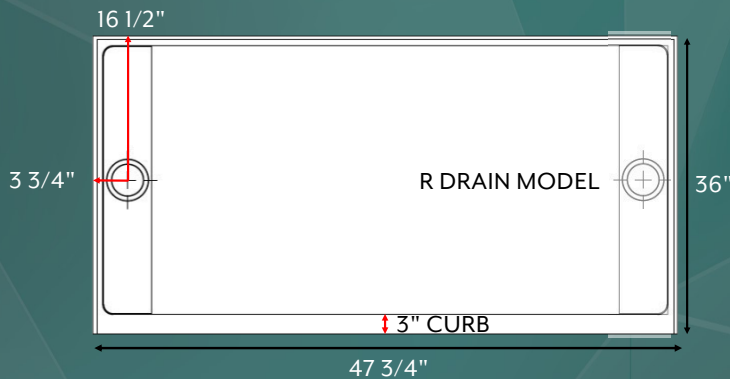 16 1/2"
3 3/4"
R DRAIN MODEL
36"
3" CURB
47 3/4"